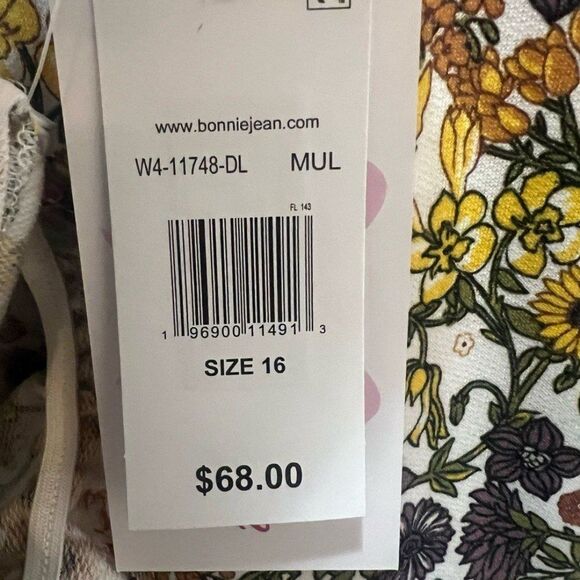 www.bonniejean.com
W4-11748-DL MUL
FL 143
1 96900 11491 3
SIZE 16
$68.00